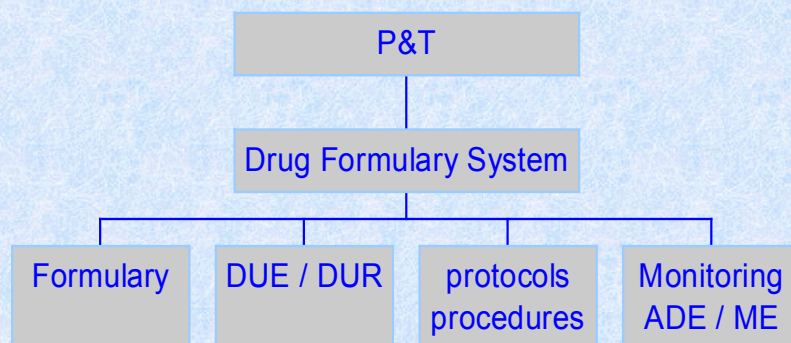 P&T
Drug Formulary System
Formulary
DUE / DUR
protocols
procedures
Monitoring
ADE / ME